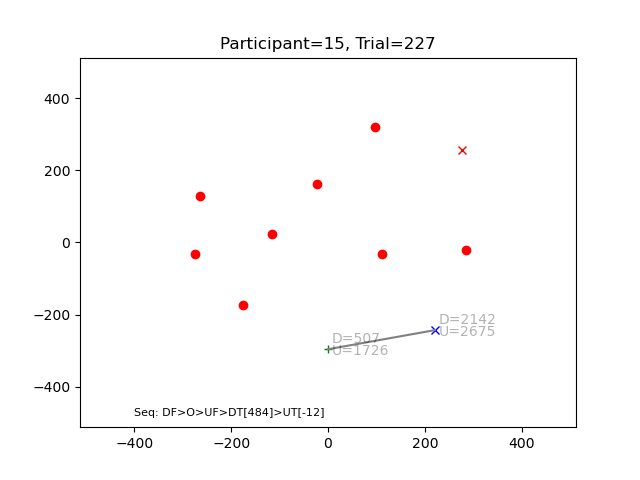 Participant=15, Trial=227
400
200
0
−200
−400
D=2142
U=2675
D=507
U=1726
Seq: DF>O>UF>DT[484]>UT[-12]
−400
−200
0
200
400